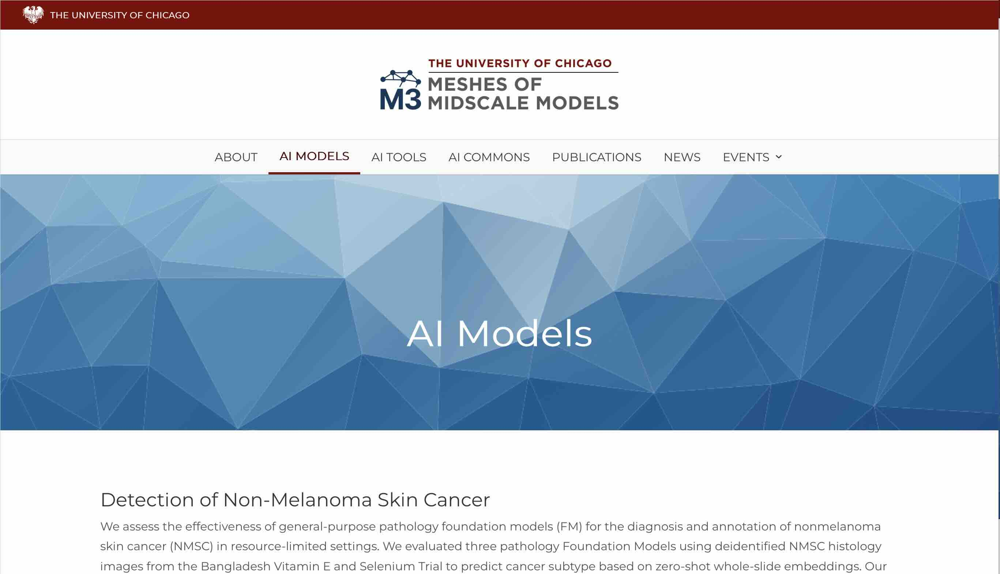 THE UNIVERSITY OF CHICAGO
THE UNIVERSITY OF CHICAGO
M3
MESHES OF
MIDSCALE MODELS
ABOUT AI MODELS AI TOOLS AI COMMONS PUBLICATIONS NEWS EVENTS
AI Models
Detection of Non-Melanoma Skin Cancer
We assess the effectiveness of general-purpose pathology foundation models (FM) for the diagnosis and annotation of nonmelanoma
skin cancer (NMSC) in resource-limited settings. We evaluated three pathology Foundation Models using deidentified NMSC histology
images from the Bangladesh Vitamin E and Selenium Trial to predict cancer subtype based on zero-shot whole-slide embeddings. Our